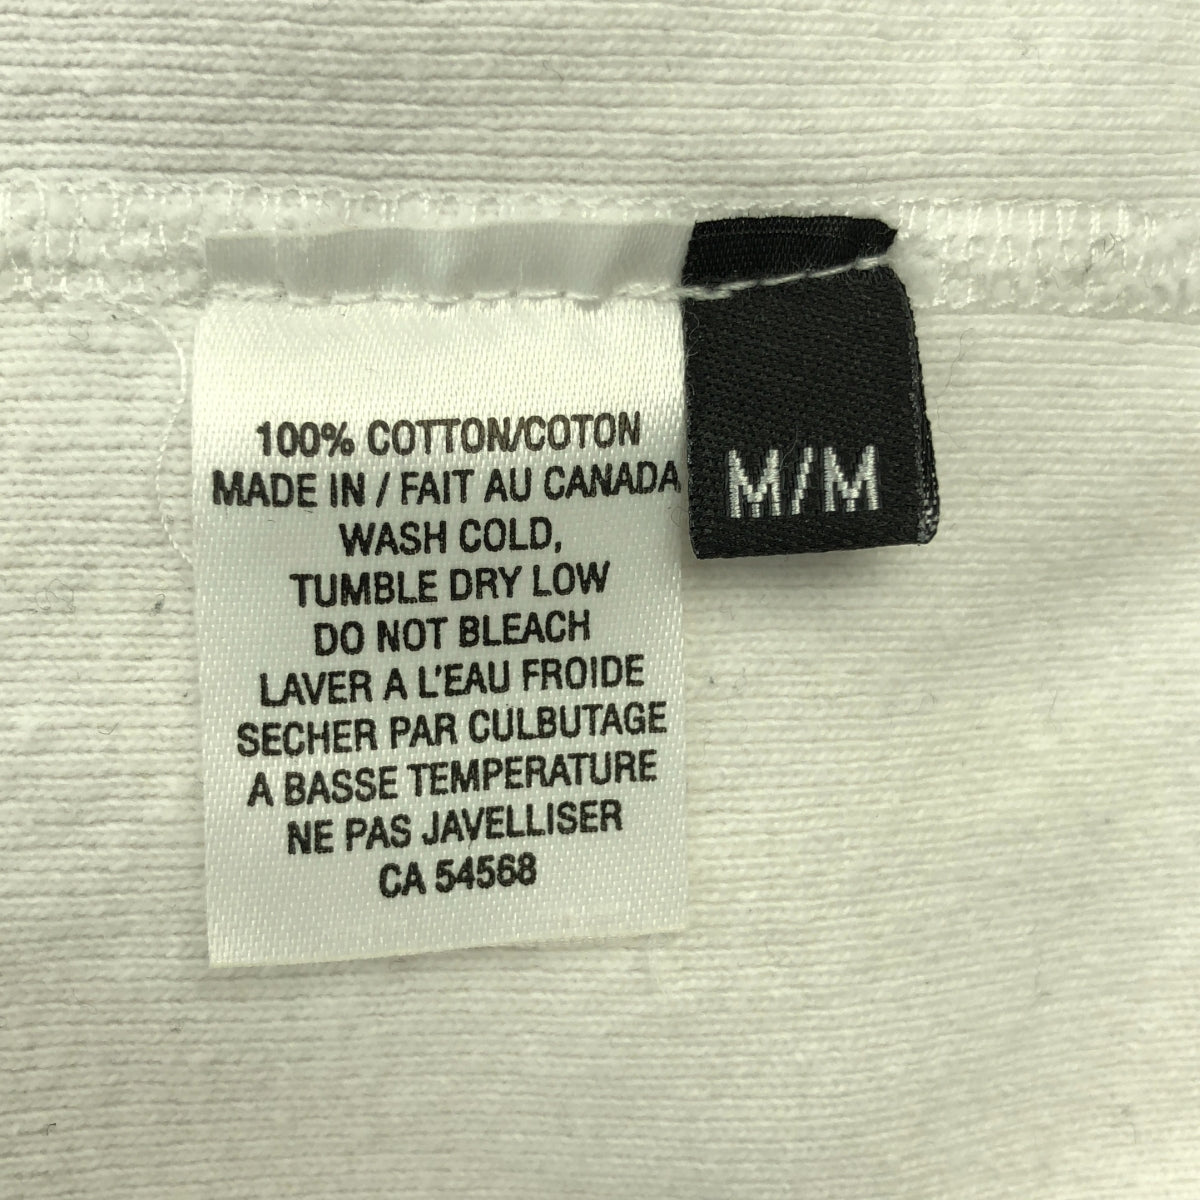 100% COTTON/COTON
MADE IN / FAIT AU CANADA
WASH COLD,
TUMBLE DRY LOW
DO NOT BLEACH
LAVER A L'EAU FROIDE
SECHER PAR CULBUTAGE
A BASSE TEMPERATURE
NE PAS JAVELLISER
CA 54568
M/M